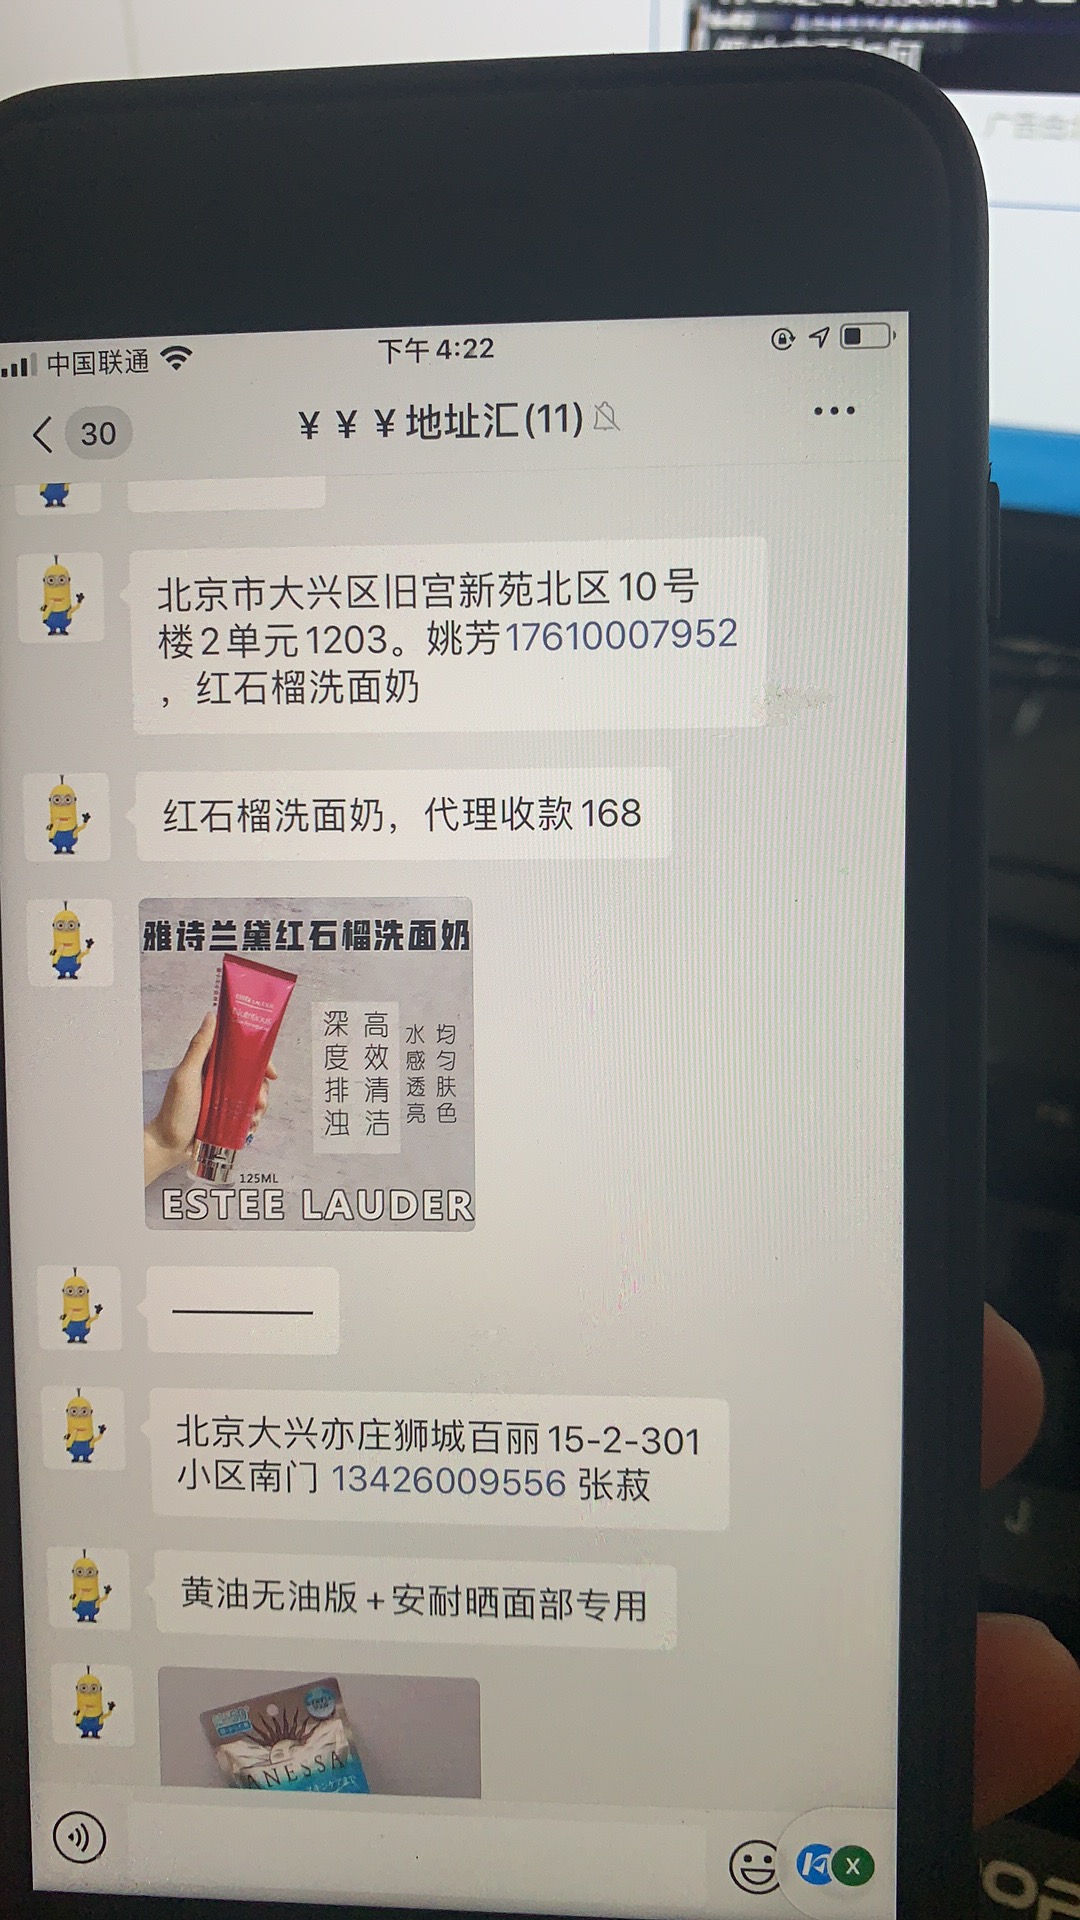 中国联通
下午4:22
30
￥￥￥地址汇(11)
北京市大兴区旧宫新苑北区10号
楼2单元1203。姚芳17610007952
，红石榴洗面奶
红石榴洗面奶，代理收款168
雅诗兰黛红石榴洗面奶
深度排浊
高效清洁
水感透亮
均匀肤色
125ML
ESTEE LAUDER
————
北京大兴亦庄狮城百丽15-2-301
小区南门 13426009556 张菽
黄油无油版+安耐晒面部专用
ANESSA
X
J